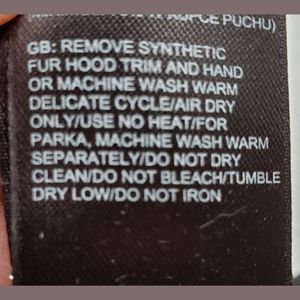 KURCE PUCHU)
GB: REMOVE SYNTHETIC
FUR HOOD TRIM AND HAND
OR MACHINE WASH WARM
DELICATE CYCLE/AIR DRY
ONLY/USE NO HEAT/FOR
PARKA, MACHINE WASH WARM
SEPARATELY/DO NOT DRY
CLEAN/DO NOT BLEACH/TUMBLE
DRY LOW/DO NOT IRON